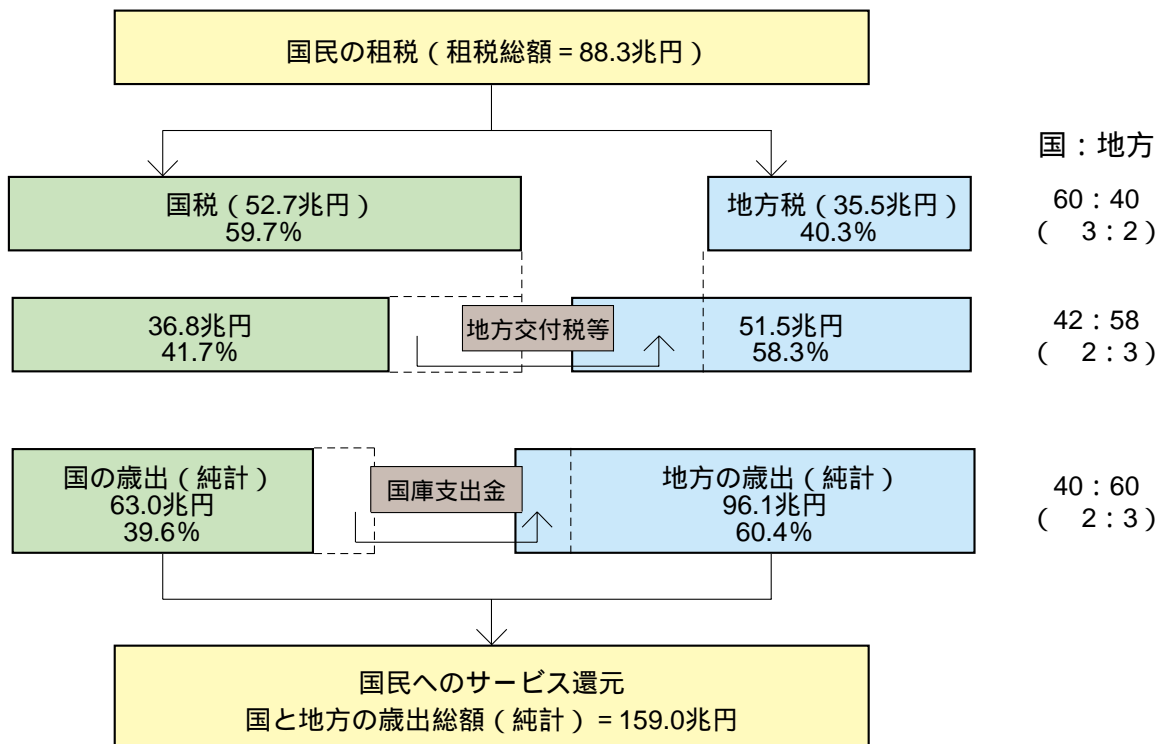 国民の租税（租税総額＝88.3兆円）
国：地方
国税（52.7兆円）
59.7%
地方税（35.5兆円）
40.3%
60：40
（　3：2）
36.8兆円
41.7%
地方交付税等
51.5兆円
58.3%
42：58
（　2：3）
国の歳出（純計）
63.0兆円
39.6%
国庫支出金
地方の歳出（純計）
96.1兆円
60.4%
40：60
（　2：3）
国民へのサービス還元
国と地方の歳出総額（純計）＝159.0兆円